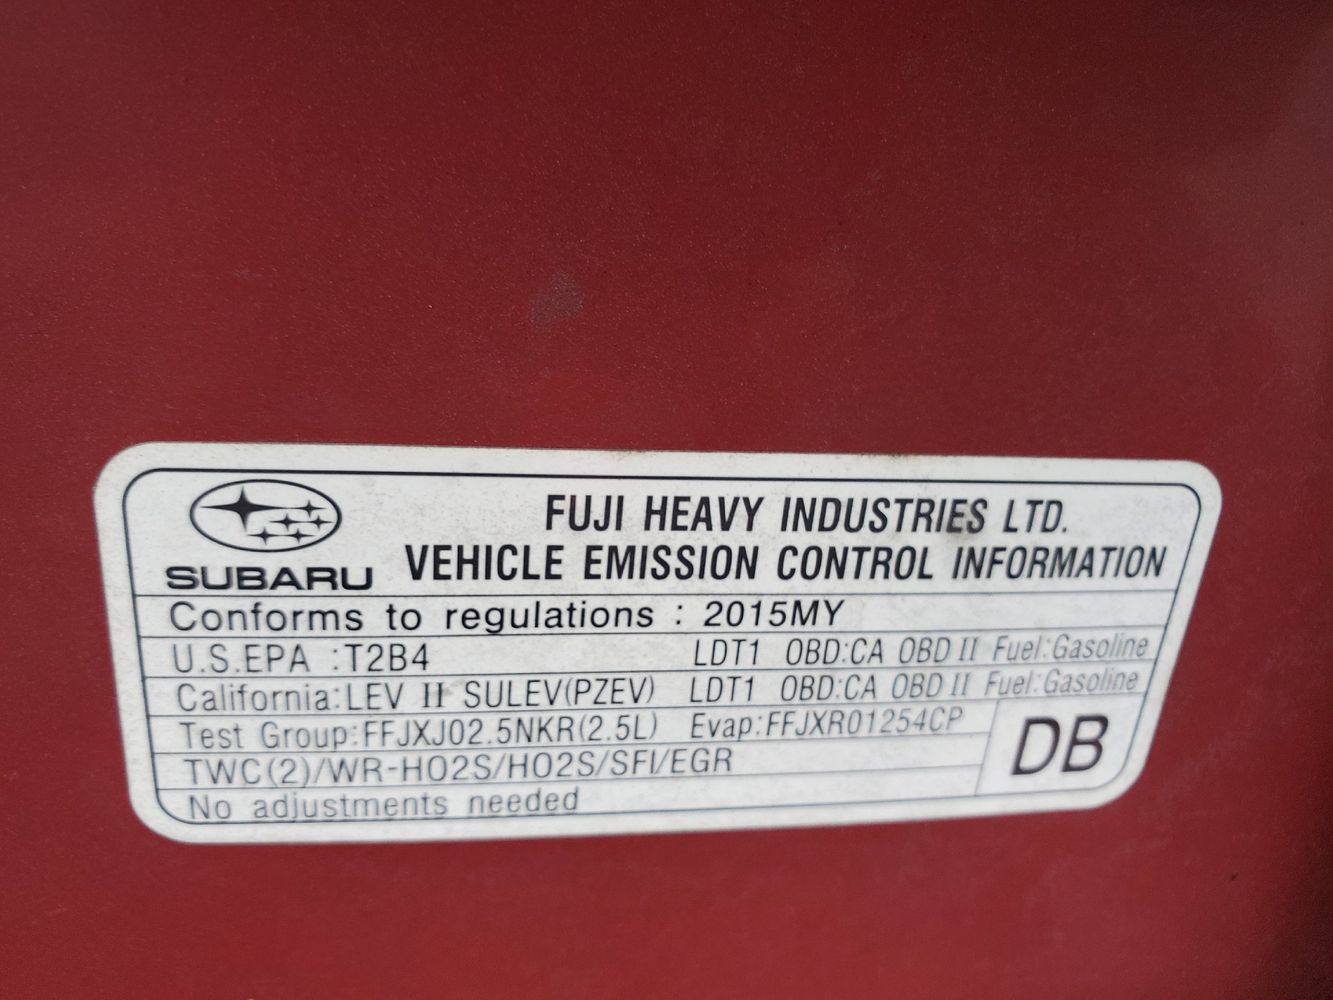 SUBARU
FUJI HEAVY INDUSTRIES LTD.
VEHICLE EMISSION CONTROL INFORMATION
Conforms to regulations : 2015MY
U.S.EPA :T2B4 LDT1 OBD:CA OBD II Fuel:Gasoline
California:LEV II SULEV(PZEV) LDT1 OBD:CA OBD II Fuel:Gasoline
Test Group:FFJXJ02.5NKR(2.5L) Evap:FFJXR01254CP
TWC(2)/WR-HO2S/HO2S/SFI/EGR
No adjustments needed
DB